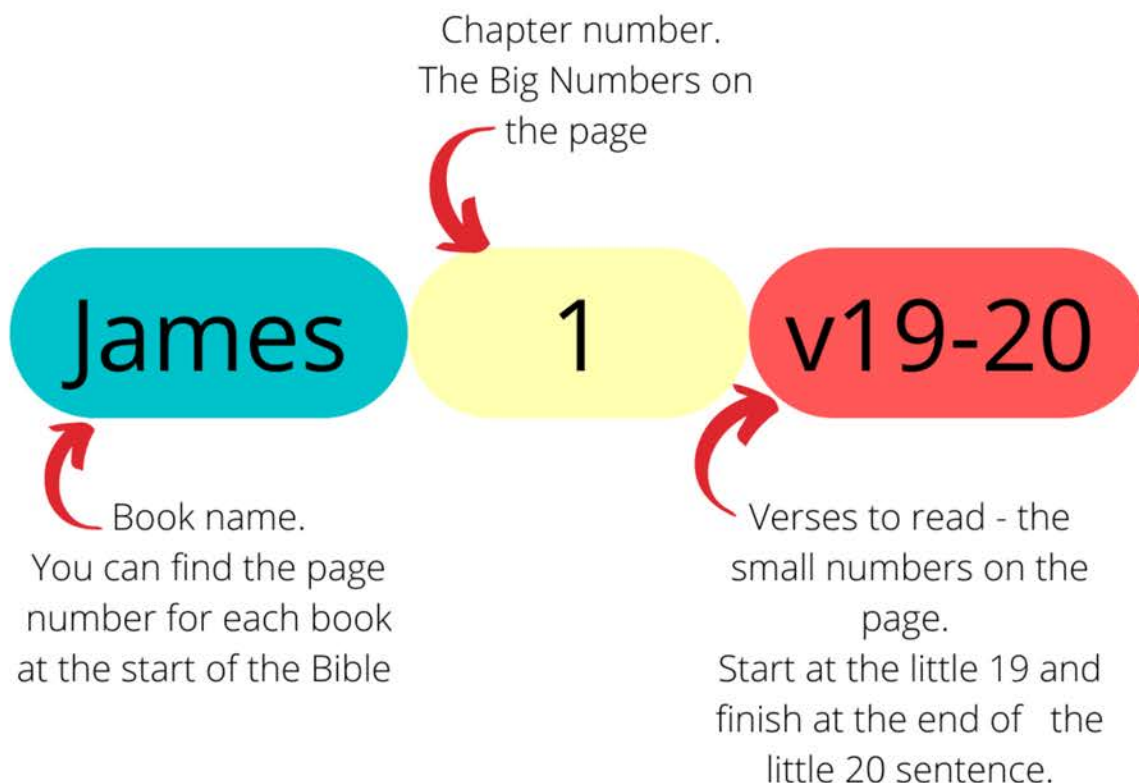 Chapter number.
The Big Numbers on
the page
James
1
v19-20
Book name.
You can find the page
number for each book
at the start of the Bible
Verses to read - the
small numbers on the
page.
Start at the little 19 and
finish at the end of the
little 20 sentence.